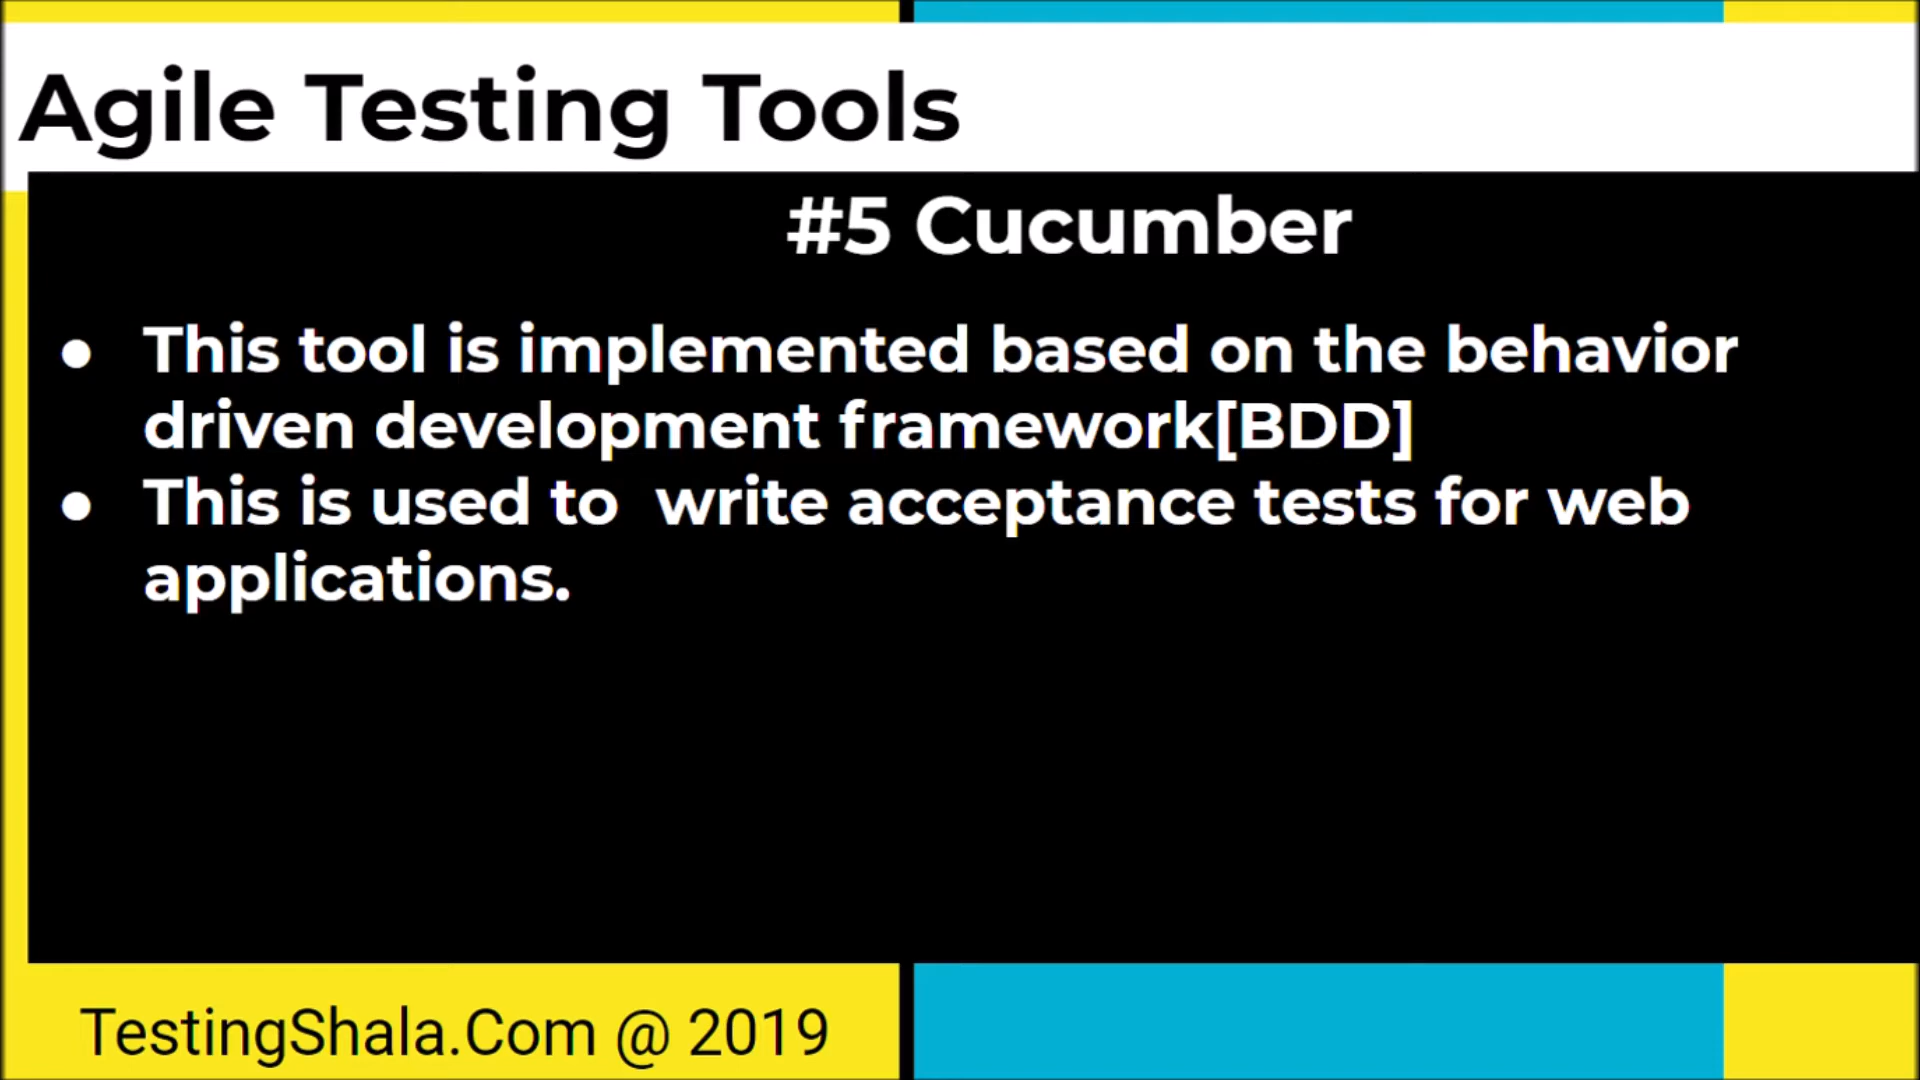 Agile Testing Tools
#5 Cucumber
● This tool is implemented based on the behavior
driven development framework[BDD]
● This is used to  write acceptance tests for web
applications.
TestingShala.Com @ 2019